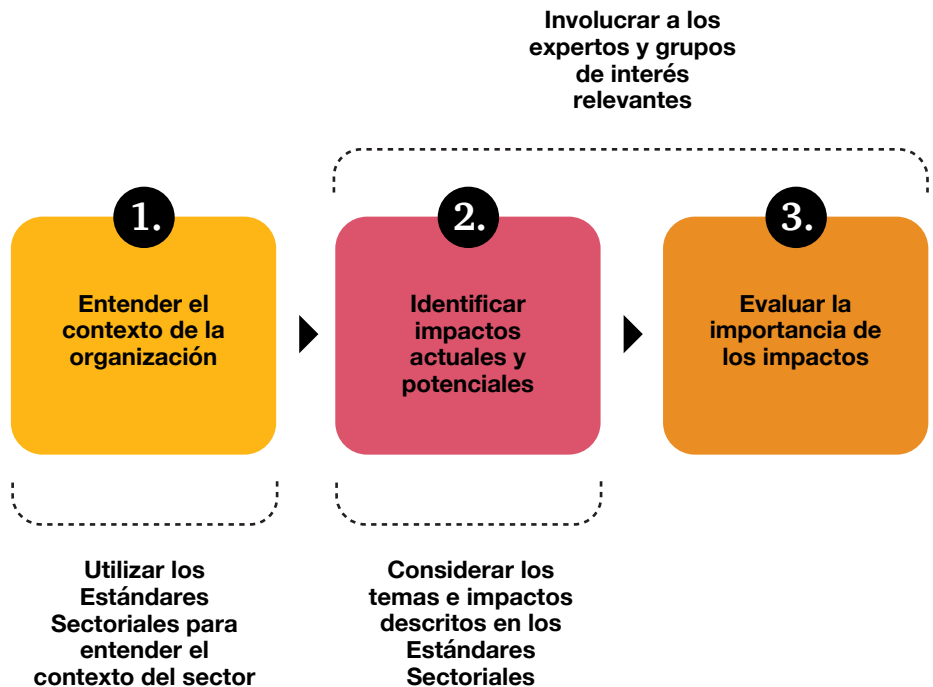 Involucrar a los
expertos y grupos
de interés
relevantes
1.
Entender el
contexto de la
organización
2.
Identificar
impactos
actuales y
potenciales
3.
Evaluar la
importancia de
los impactos
Utilizar los
Estándares
Sectoriales para
entender el
contexto del sector
Considerar los
temas e impactos
descritos en los
Estándares
Sectoriales